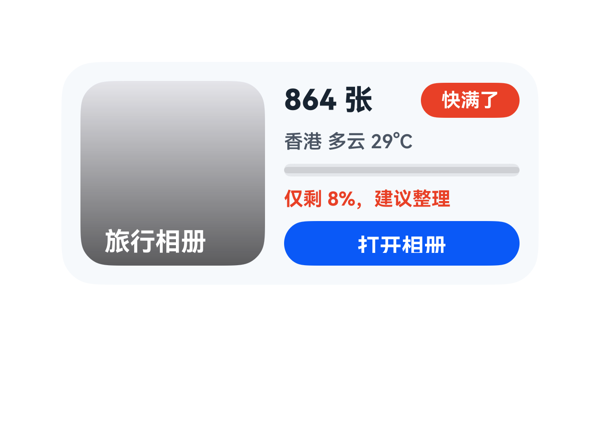 旅行相册
864 张
快满了
香港 多云 29°C
仅剩 8%，建议整理
打开相册